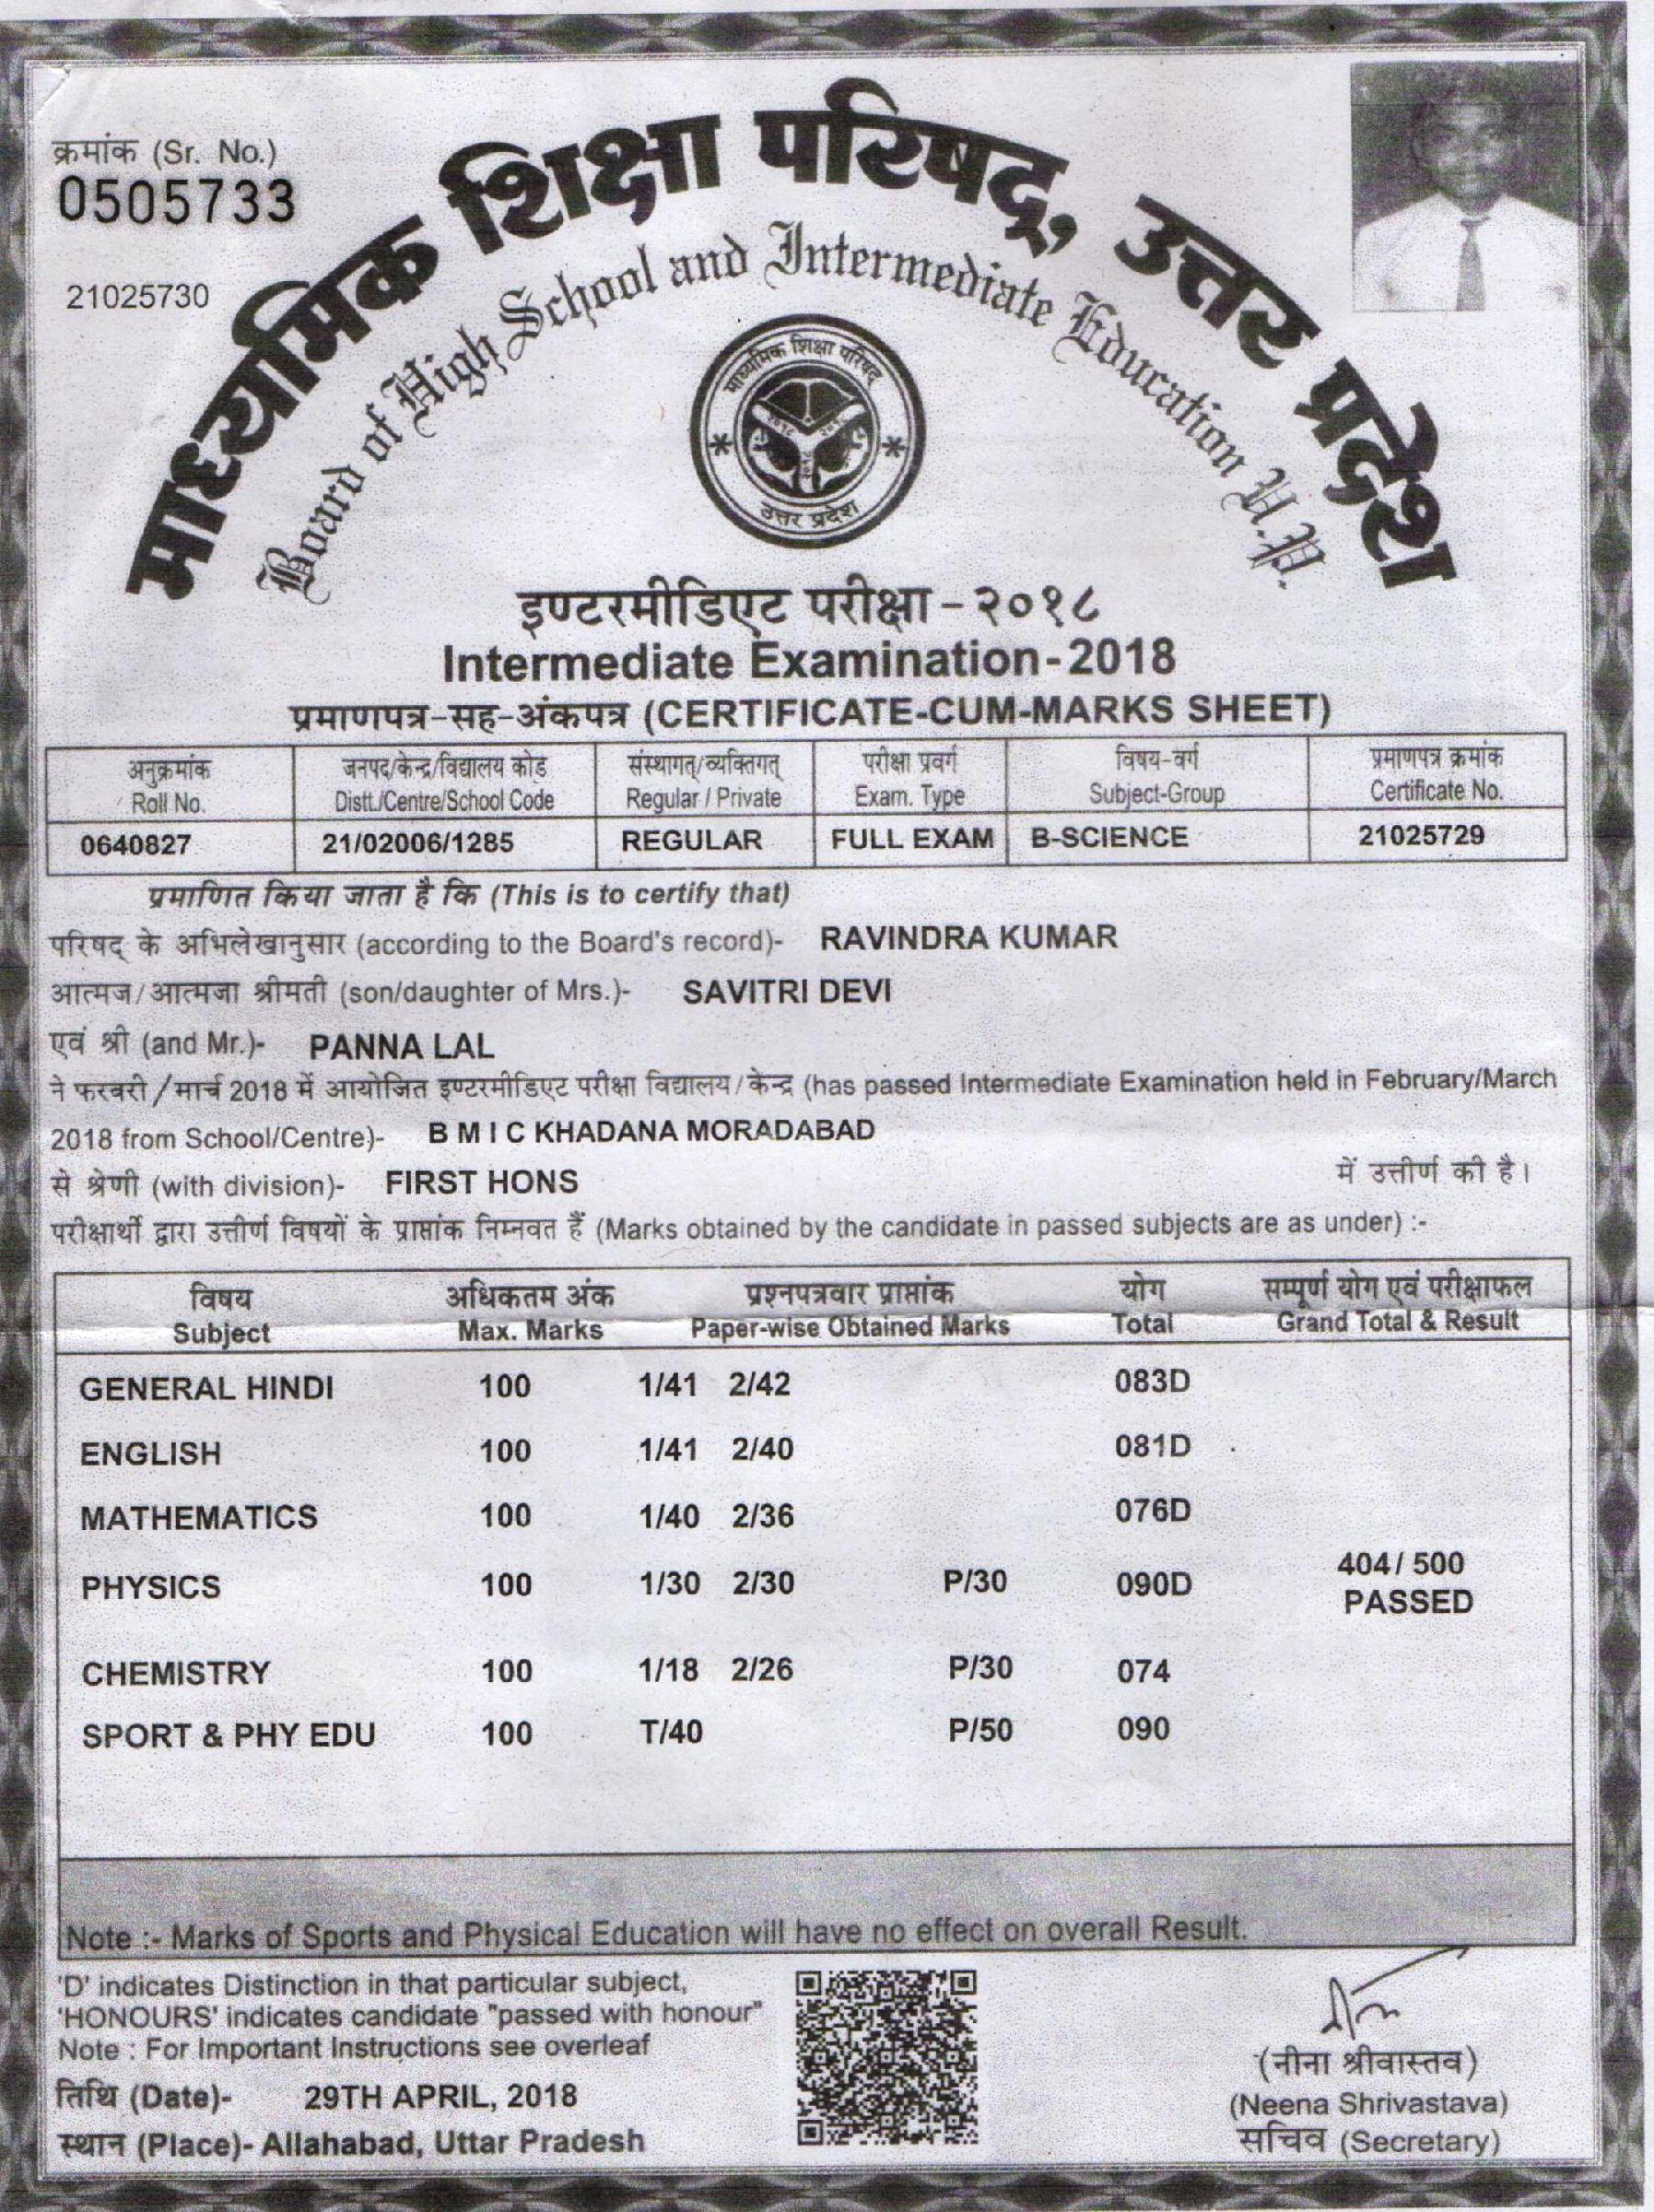 क्रमांक (Sr. No.)
0505733
21025730
माध्यमिक शिक्षा परिषद्, उत्तर प्रदेश
Board of High School and Intermediate Education U.P.
माध्यमिक शिक्षा परिषद्
उत्तर प्रदेश
इण्टरमीडिएट परीक्षा - २०१८
Intermediate Examination-2018
प्रमाणपत्र-सह-अंकपत्र (CERTIFICATE-CUM-MARKS SHEET)
अनुक्रमांक जनपद/केन्द्र/विद्यालय कोड संस्थागत्/व्यक्तिगत् परीक्षा प्रवर्ग विषय-वर्ग प्रमाणपत्र क्रमांक
Roll No. Distt./Centre/School Code Regular / Private Exam. Type Subject-Group Certificate No.
0640827 21/02006/1285 REGULAR FULL EXAM B-SCIENCE 21025729
प्रमाणित किया जाता है कि (This is to certify that)
परिषद् के अभिलेखानुसार (according to the Board's record)- RAVINDRA KUMAR
आत्मज/आत्मजा श्रीमती (son/daughter of Mrs.)- SAVITRI DEVI
एवं श्री (and Mr.)- PANNA LAL
ने फरवरी/मार्च 2018 में आयोजित इण्टरमीडिएट परीक्षा विद्यालय/केन्द्र (has passed Intermediate Examination held in February/March
2018 from School/Centre)- B M I C KHADANA MORADABAD
से श्रेणी (with division)- FIRST HONS में उत्तीर्ण की है।
परीक्षार्थी द्वारा उत्तीर्ण विषयों के प्राप्तांक निम्नवत हैं (Marks obtained by the candidate in passed subjects are as under) :-
विषय अधिकतम अंक प्रश्नपत्रवार प्राप्तांक योग सम्पूर्ण योग एवं परीक्षाफल
Subject Max. Marks Paper-wise Obtained Marks Total Grand Total & Result
GENERAL HINDI 100 1/41 2/42 083D
ENGLISH 100 1/41 2/40 081D
MATHEMATICS 100 1/40 2/36 076D
PHYSICS 100 1/30 2/30 P/30 090D 404/ 500
PASSED
CHEMISTRY 100 1/18 2/26 P/30 074
SPORT & PHY EDU 100 T/40 P/50 090
Note :- Marks of Sports and Physical Education will have no effect on overall Result.
'D' indicates Distinction in that particular subject,
'HONOURS' indicates candidate "passed with honour"
Note : For Important Instructions see overleaf
तिथि (Date)- 29TH APRIL, 2018
स्थान (Place)- Allahabad, Uttar Pradesh
(नीना श्रीवास्तव)
(Neena Shrivastava)
सचिव (Secretary)